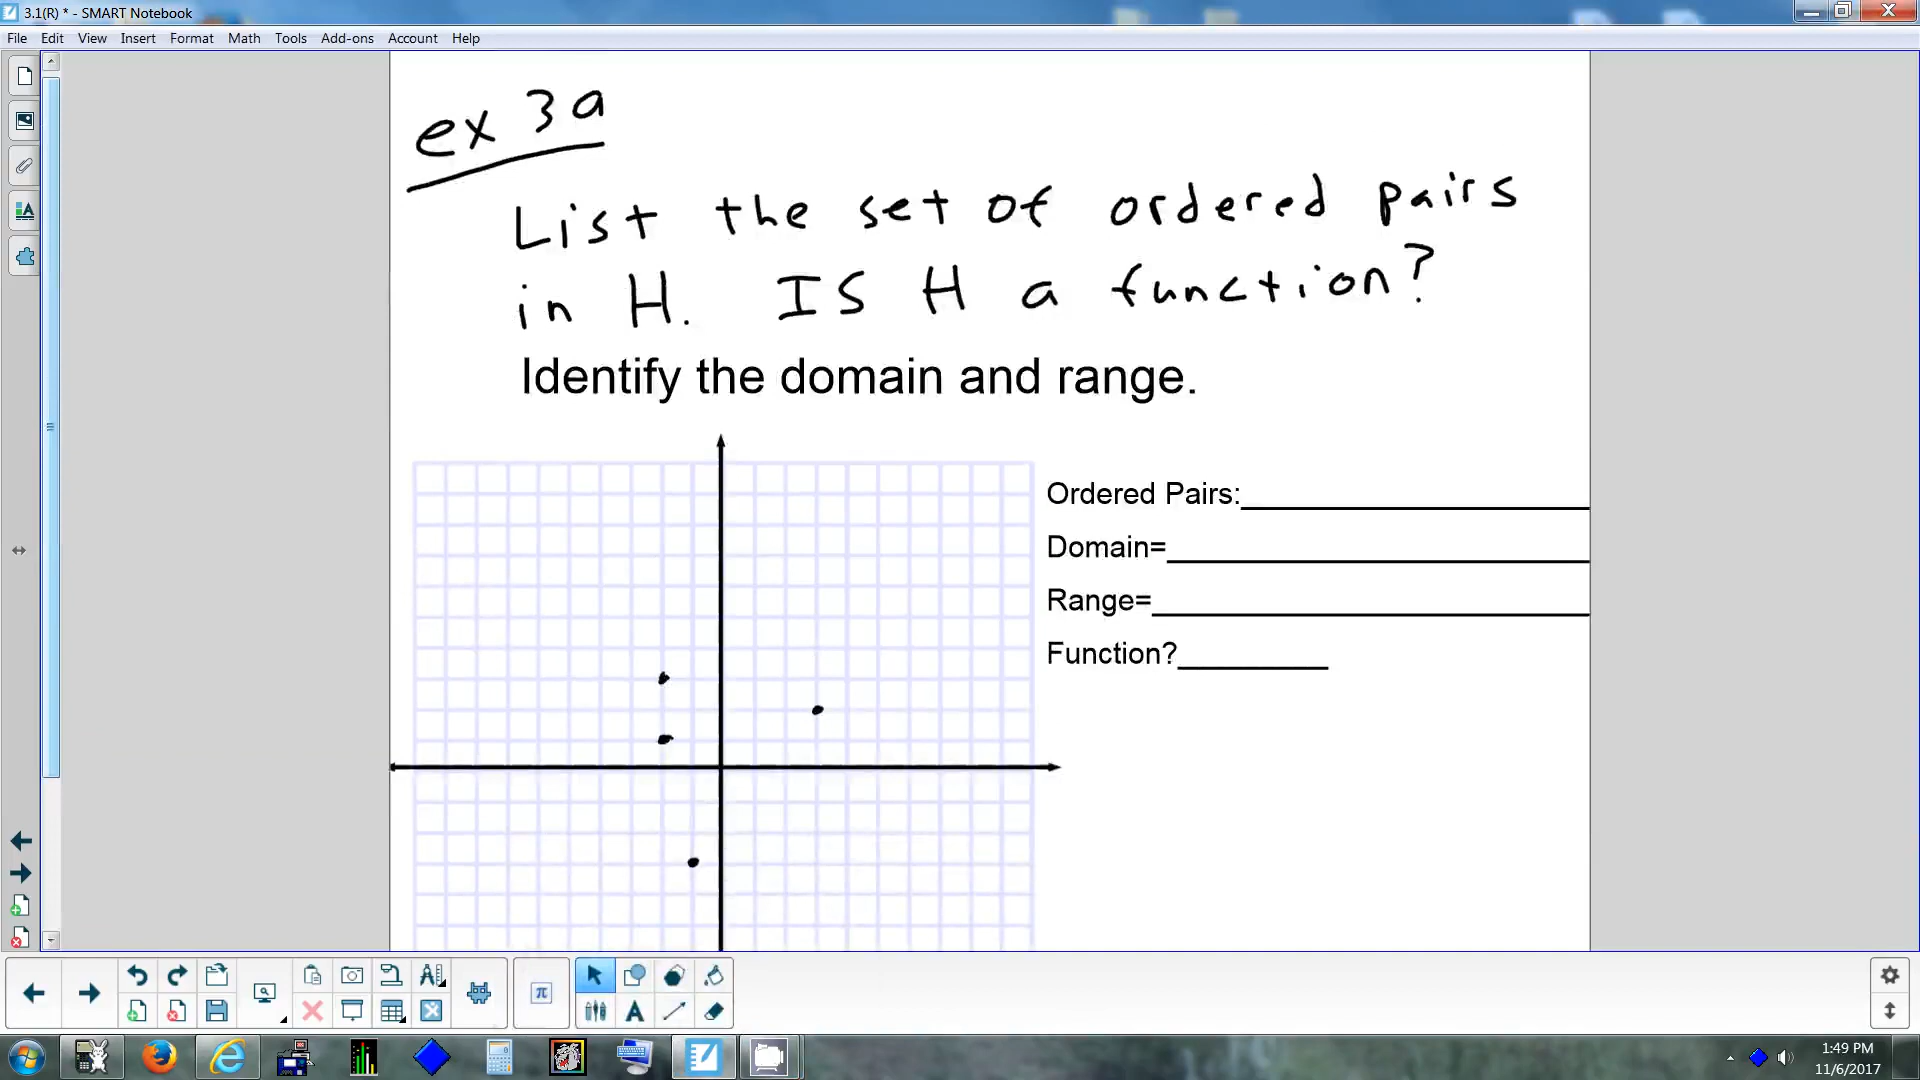 3.1(R) * - SMART Notebook
File Edit View Insert Format Math Tools Add-ons Account Help
ex 3a
List the set of ordered pairs
in H. IS H a function?
Identify the domain and range.
Ordered Pairs:
Domain=
Range=
Function?
π
A
1:49 PM
11/6/2017